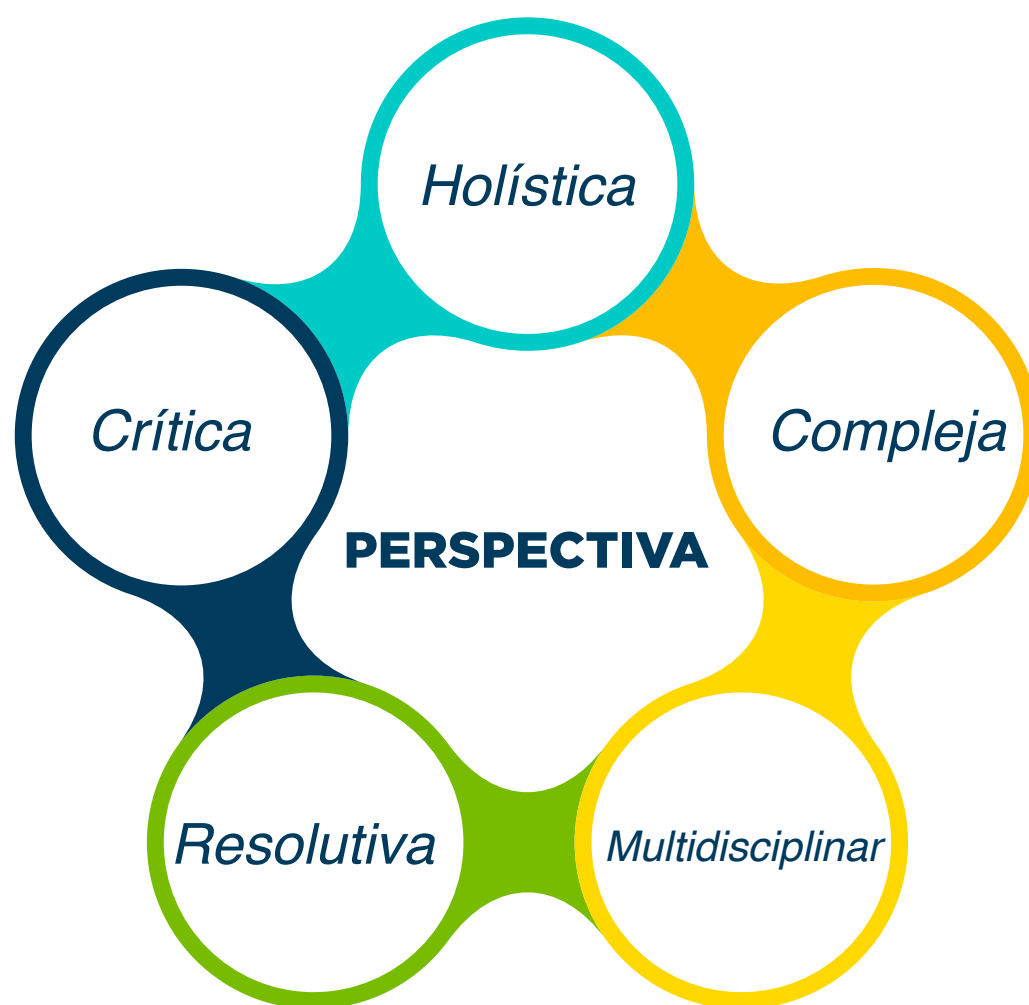 Holística
Crítica
Compleja
PERSPECTIVA
Resolutiva
Multidisciplinar